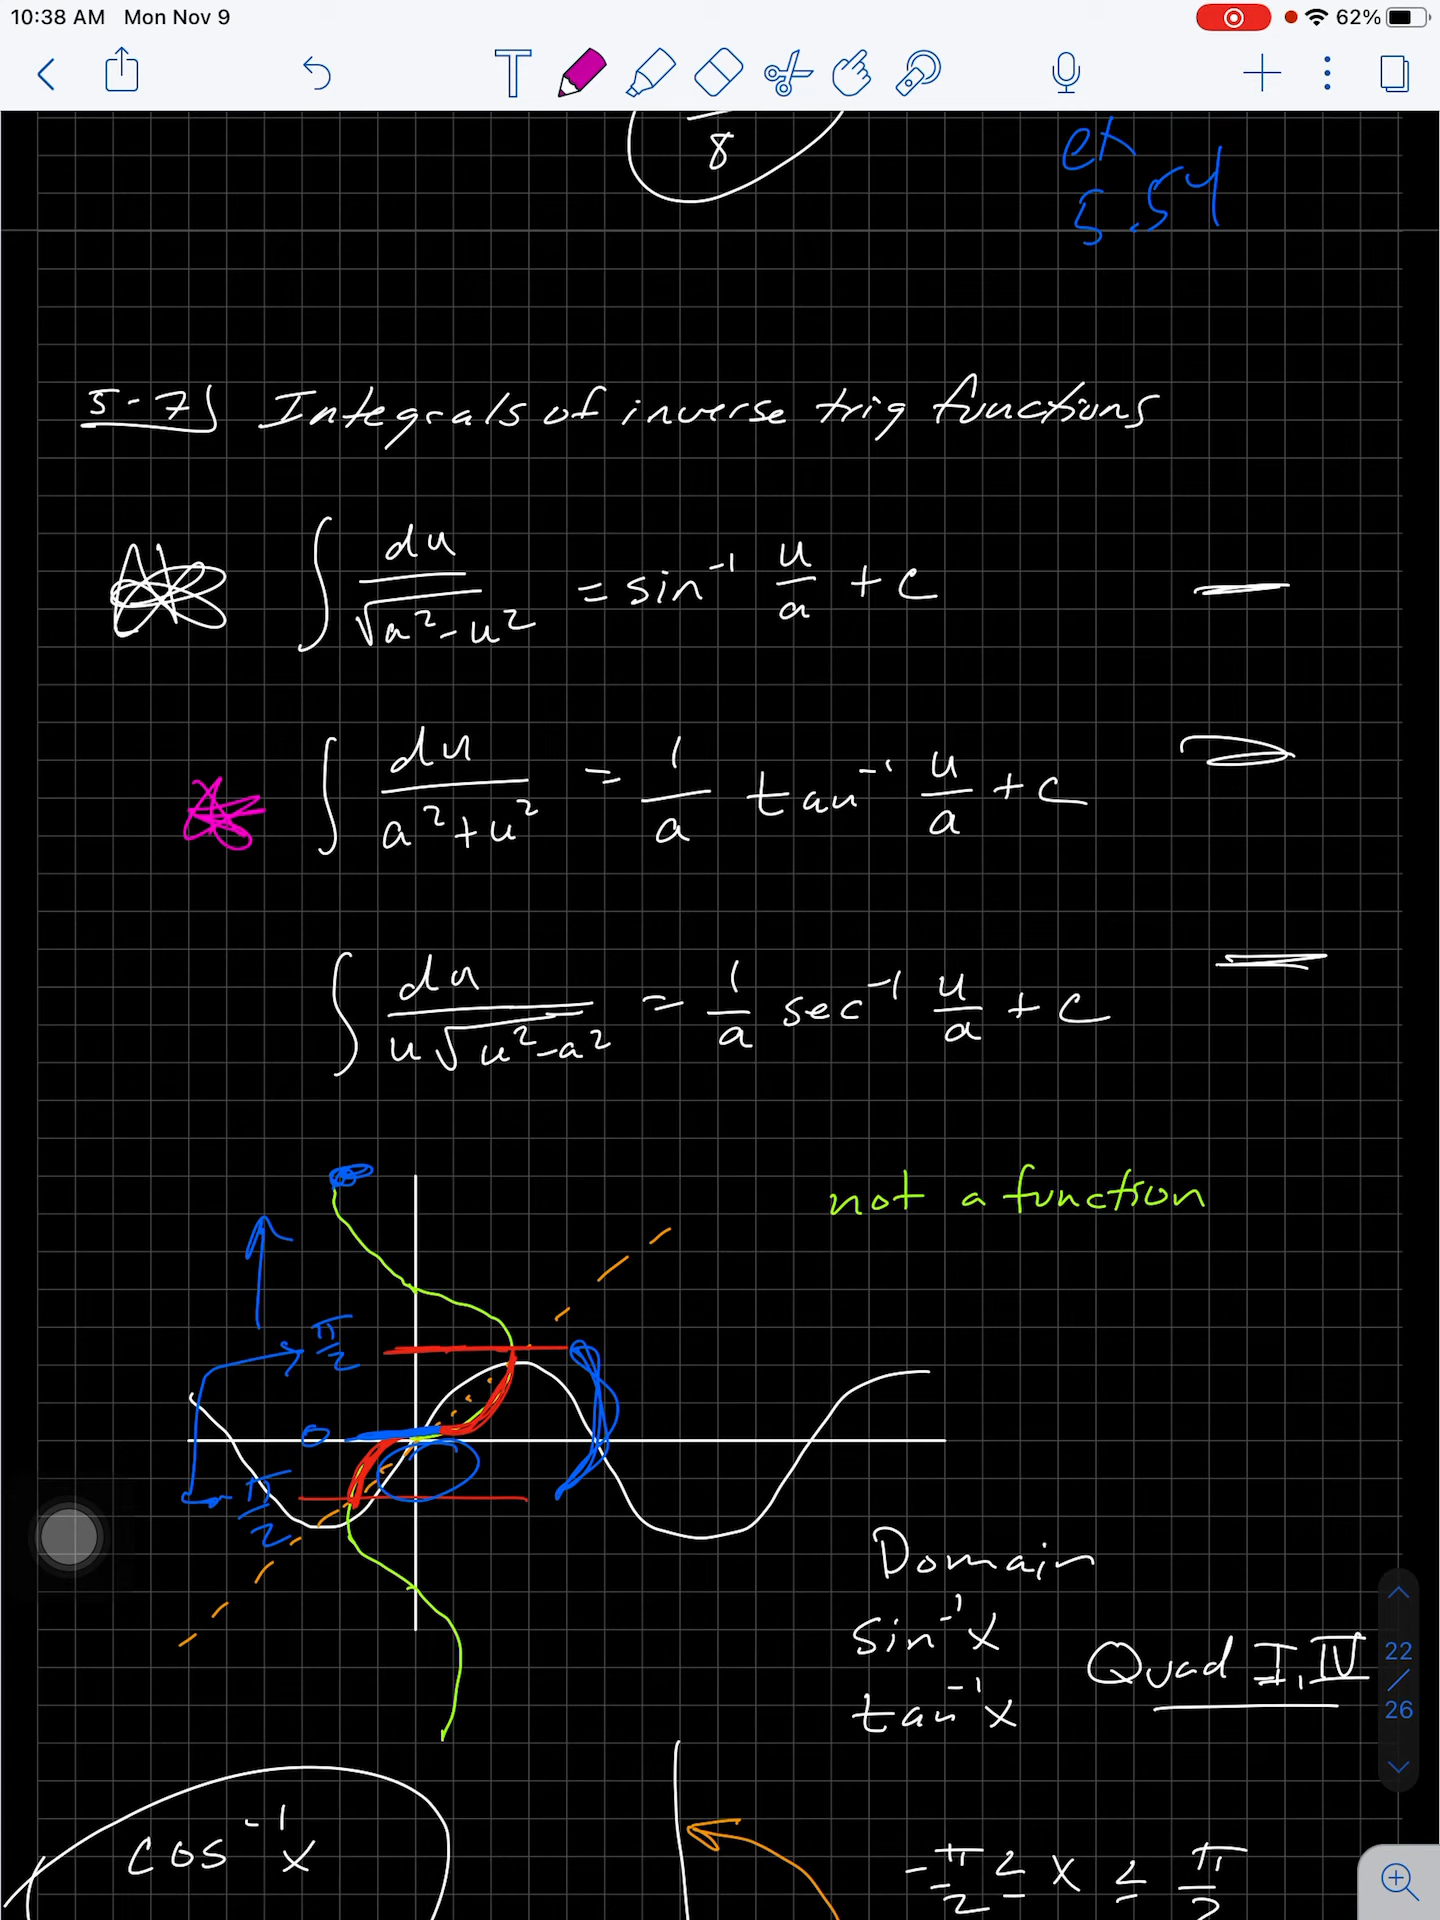 10:38 AM Mon Nov 9
62%
T
8
ex
5.54
5-7 Integrals of inverse trig functions
∫ du/√(a²-u²) = sin⁻¹ u/a + C
∫ du/(a²+u²) = 1/a tan⁻¹ u/a + C
∫ du/(u√(u²-a²)) = 1/a sec⁻¹ u/a + C
not a function
π/2
0
-π/2
Domain
sin⁻¹x
tan⁻¹x
Quad I, IV
22
/
26
cos⁻¹x
-π/2 ≤ x ≤ π/2